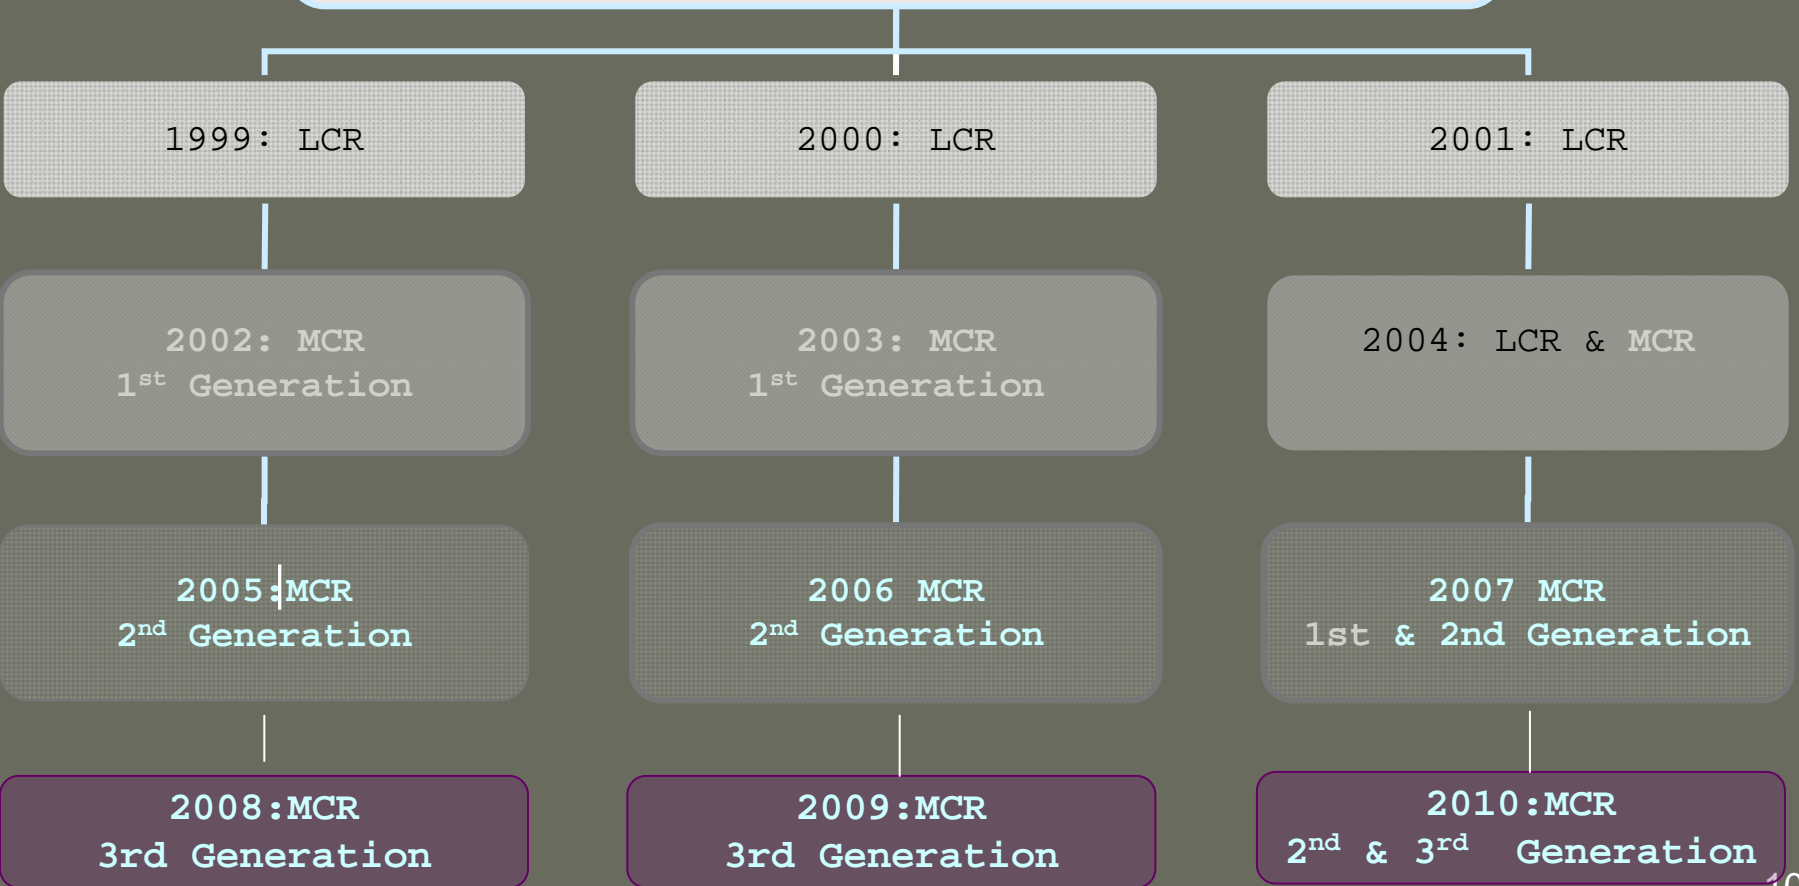 1999: LCR
2000: LCR
2001: LCR
2002: MCR
1st Generation
2003: MCR
1st Generation
2004: LCR & MCR
2005:MCR
2nd Generation
2006 MCR
2nd Generation
2007 MCR
1st & 2nd Generation
2008:MCR
3rd Generation
2009:MCR
3rd Generation
2010:MCR
2nd & 3rd Generation